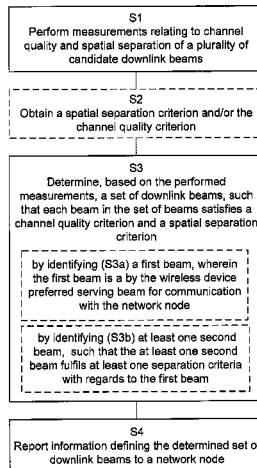 S1
Perform measurements relating to channel
quality and spatial separation of a plurality of
candidate downlink beams
S2
Obtain a spatial separation criterion and/or the
channel quality criterion
S3
Determine, based on the performed
measurements, a set of downlink beams, such
that each beam in the set of beams satisfies a
channel quality criterion and a spatial separation
criterion
by identifying (S3a) a first beam, wherein
the first beam is a by the wireless device
preferred serving beam for communication
with the network node
by identifying (S3b) at least one second
beam, such that the at least one second
beam fulfils at least one separation criteria
with regards to the first beam
S4
Report information defining the determined set of
downlink beams to a network node